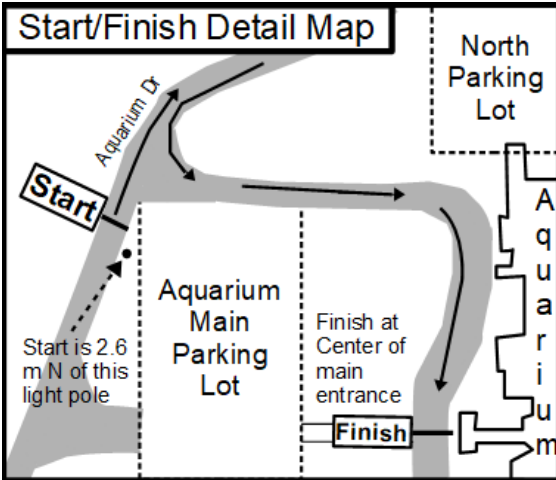 Start/Finish Detail Map
North
Parking
Lot
Aquarium Dr
Start
Aquarium
Aquarium
Main
Parking
Lot
Start is 2.6
m N of this
light pole
Finish at
Center of
main
entrance
Finish